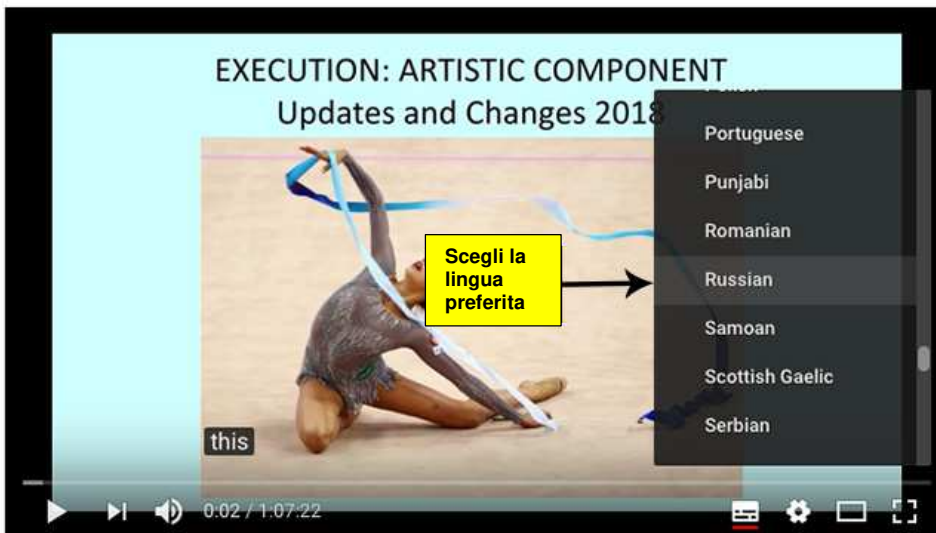 EXECUTION: ARTISTIC COMPONENT
Updates and Changes 2018
Portuguese
Punjabi
Romanian
Scegli la
lingua
preferita
Russian
Samoan
Scottish Gaelic
Serbian
this
0:02 / 1:07:22